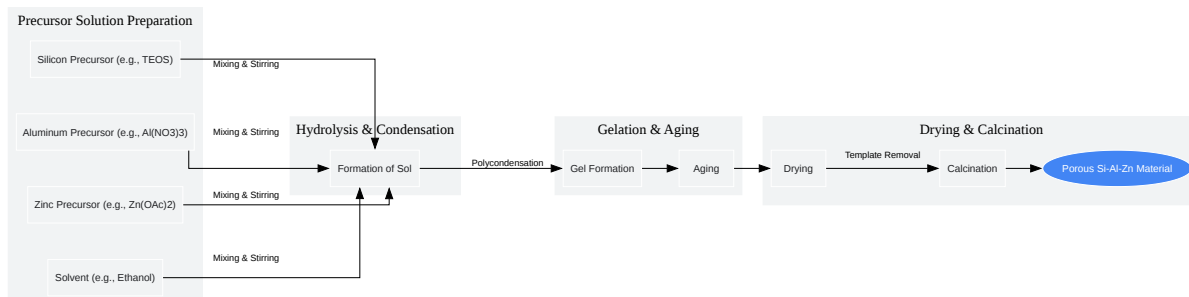 Precursor Solution Preparation
Silicon Precursor (e.g., TEOS)
Mixing & Stirring
Aluminum Precursor (e.g., Al(NO3)3)
Mixing & Stirring
Zinc Precursor (e.g., Zn(OAc)2)
Mixing & Stirring
Solvent (e.g., Ethanol)
Mixing & Stirring
Hydrolysis & Condensation
Formation of Sol
Polycondensation
Gelation & Aging
Gel Formation
Aging
Drying & Calcination
Drying
Template Removal
Calcination
Porous Si-Al-Zn Material